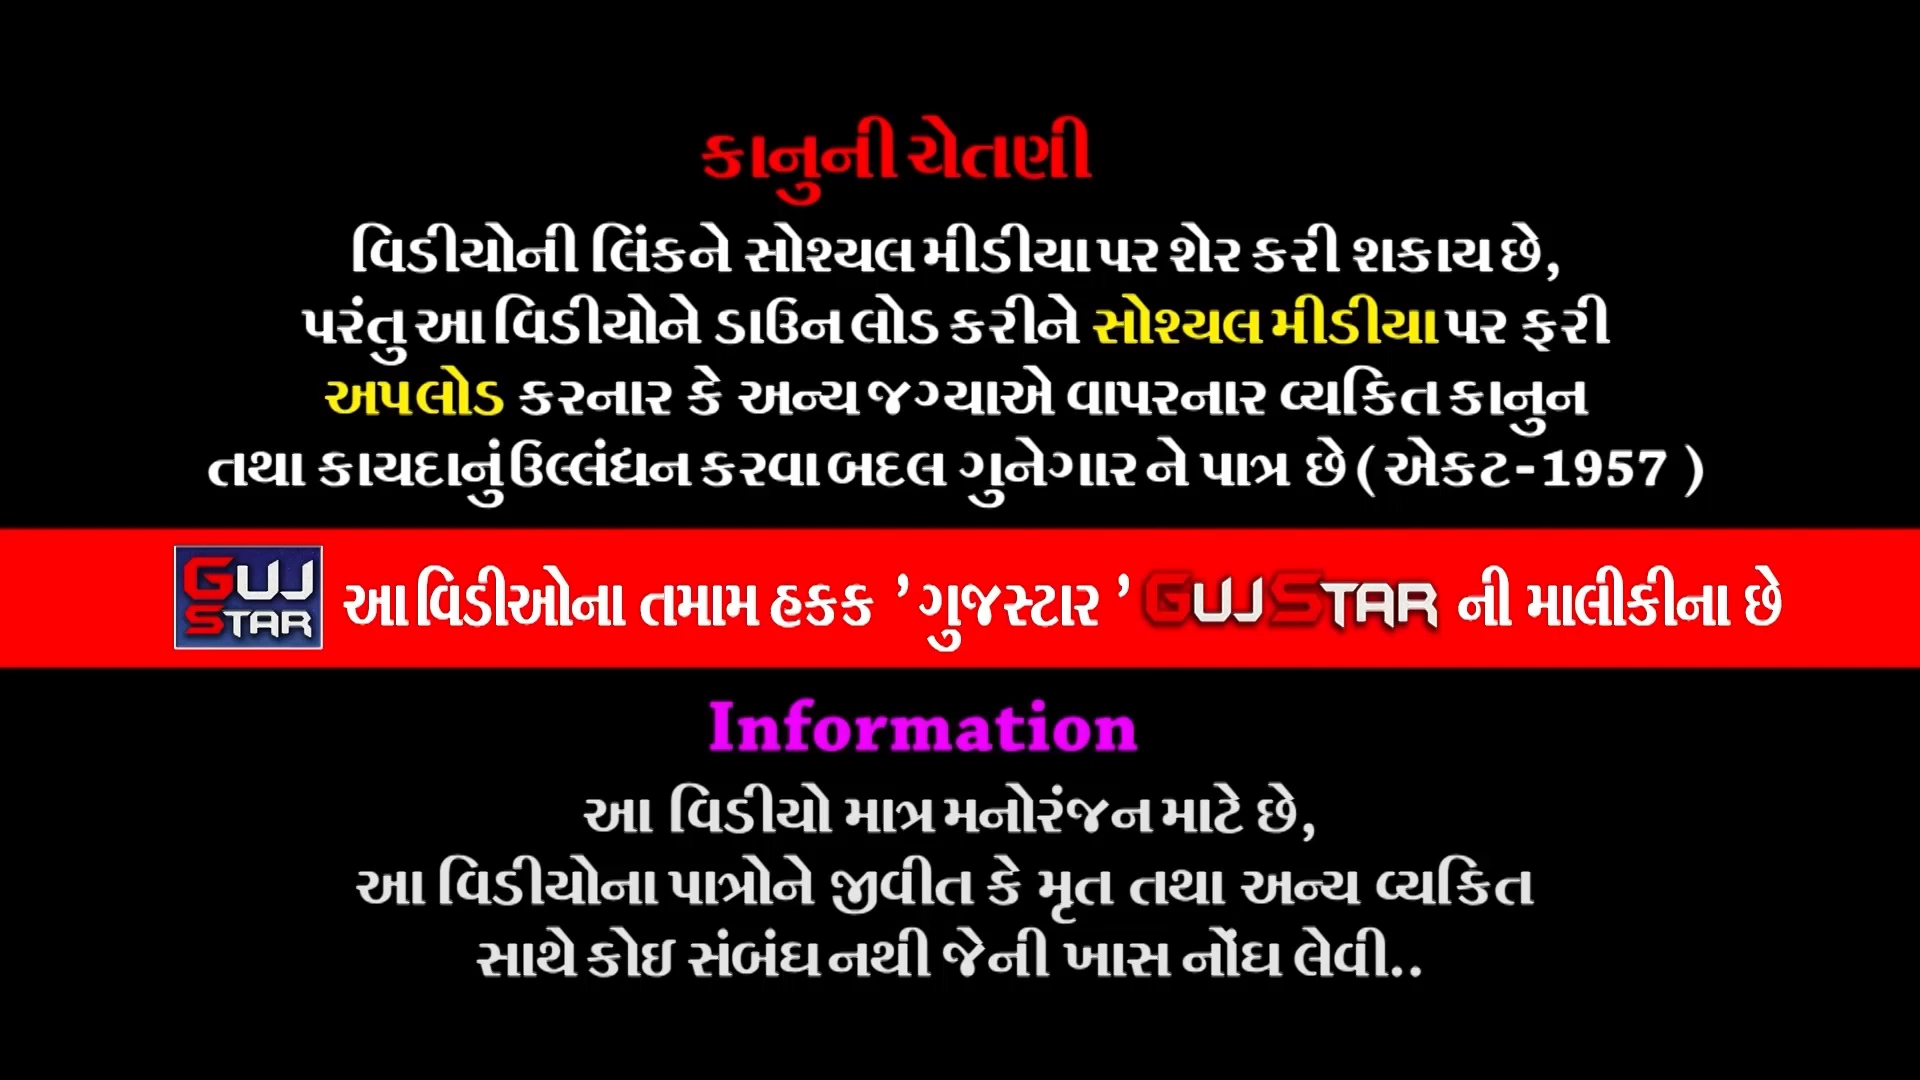 કાનુની ચેતણી
વિડીયોની લિંકને સોશ્યલ મીડીયા પર શેર કરી શકાય છે,
પરંતુ આ વિડીયોને ડાઉન લોડ કરીને સોશ્યલ મીડીયા પર ફરી
અપલોડ કરનાર કે અન્ય જગ્યાએ વાપરનાર વ્યકિત કાનુન
તથા કાયદાનું ઉલ્લંઘન કરવા બદલ ગુનેગાર ને પાત્ર છે ( એકટ-1957 )
GUJ STAR આ વિડીઓના તમામ હકક ’ ગુજસ્ટાર ’ GUJ STAR ની માલીકીના છે
Information
આ વિડીયો માત્ર મનોરંજન માટે છે,
આ વિડીયોના પાત્રોને જીવીત કે મૃત તથા અન્ય વ્યકિત
સાથે કોઇ સંબંઘ નથી જેની ખાસ નોંઘ લેવી..